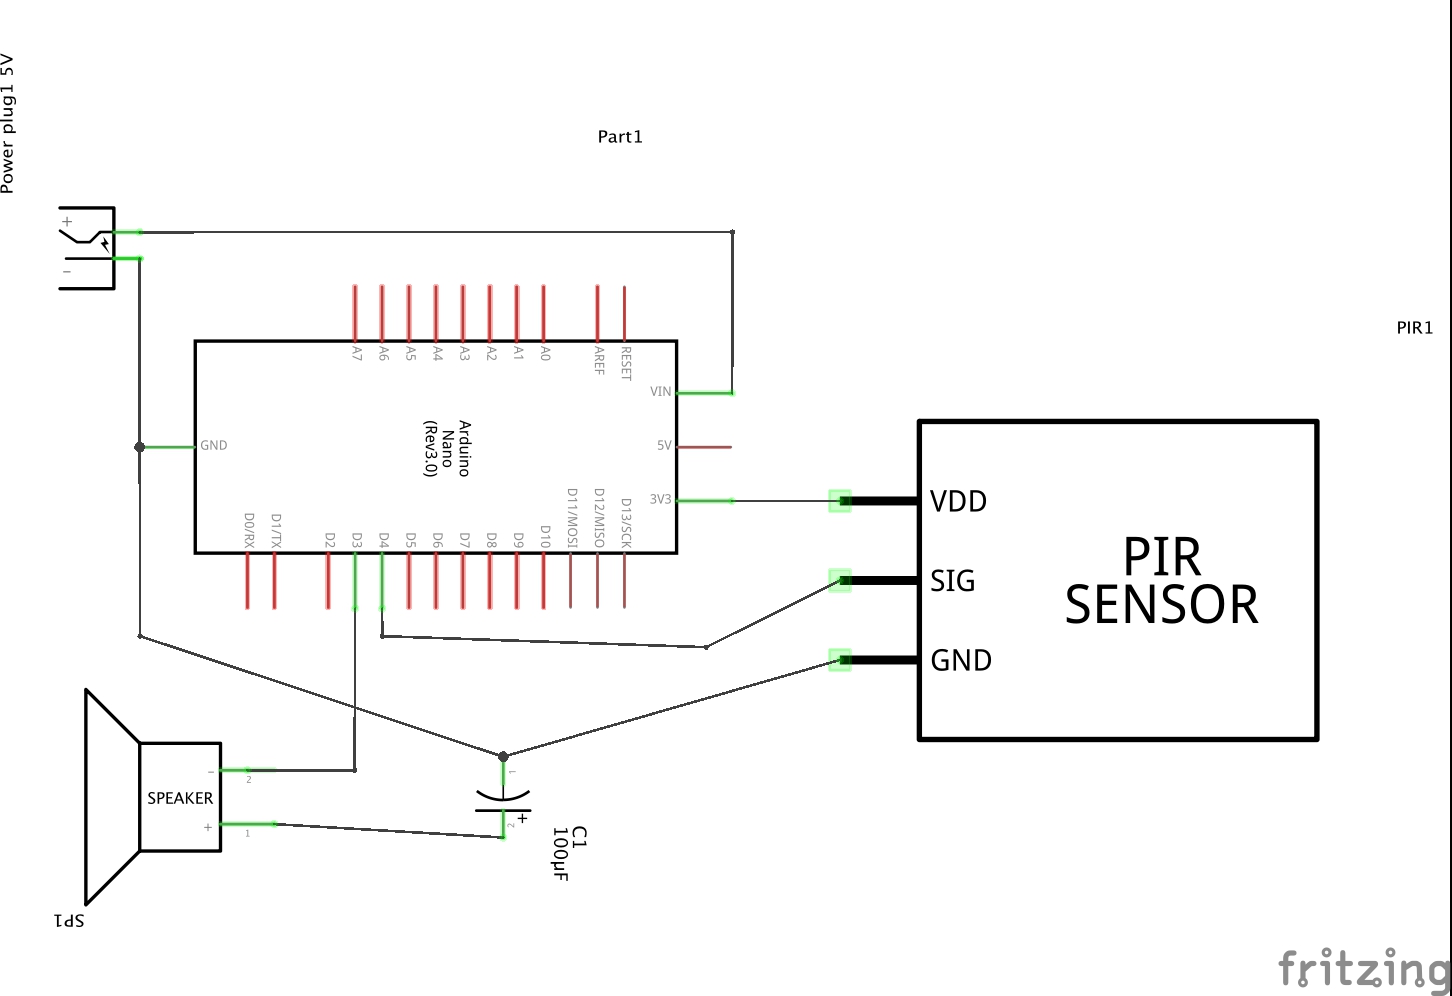 Power plug1 5V
Part1
+
-
A7
A6
A5
A4
A3
A2
A1
A0
AREF
RESET
PIR1
VIN
GND
Arduino
Nano
(Rev3.0)
5V
3V3
D0/RX
D1/TX
D2
D3
D4
D5
D6
D7
D8
D9
D10
D11/MOSI
D12/MISO
D13/SCK
VDD
SIG
GND
PIR
SENSOR
-
2
SPEAKER
+
1
1
+
2
C1
100µF
SP1
fritzing